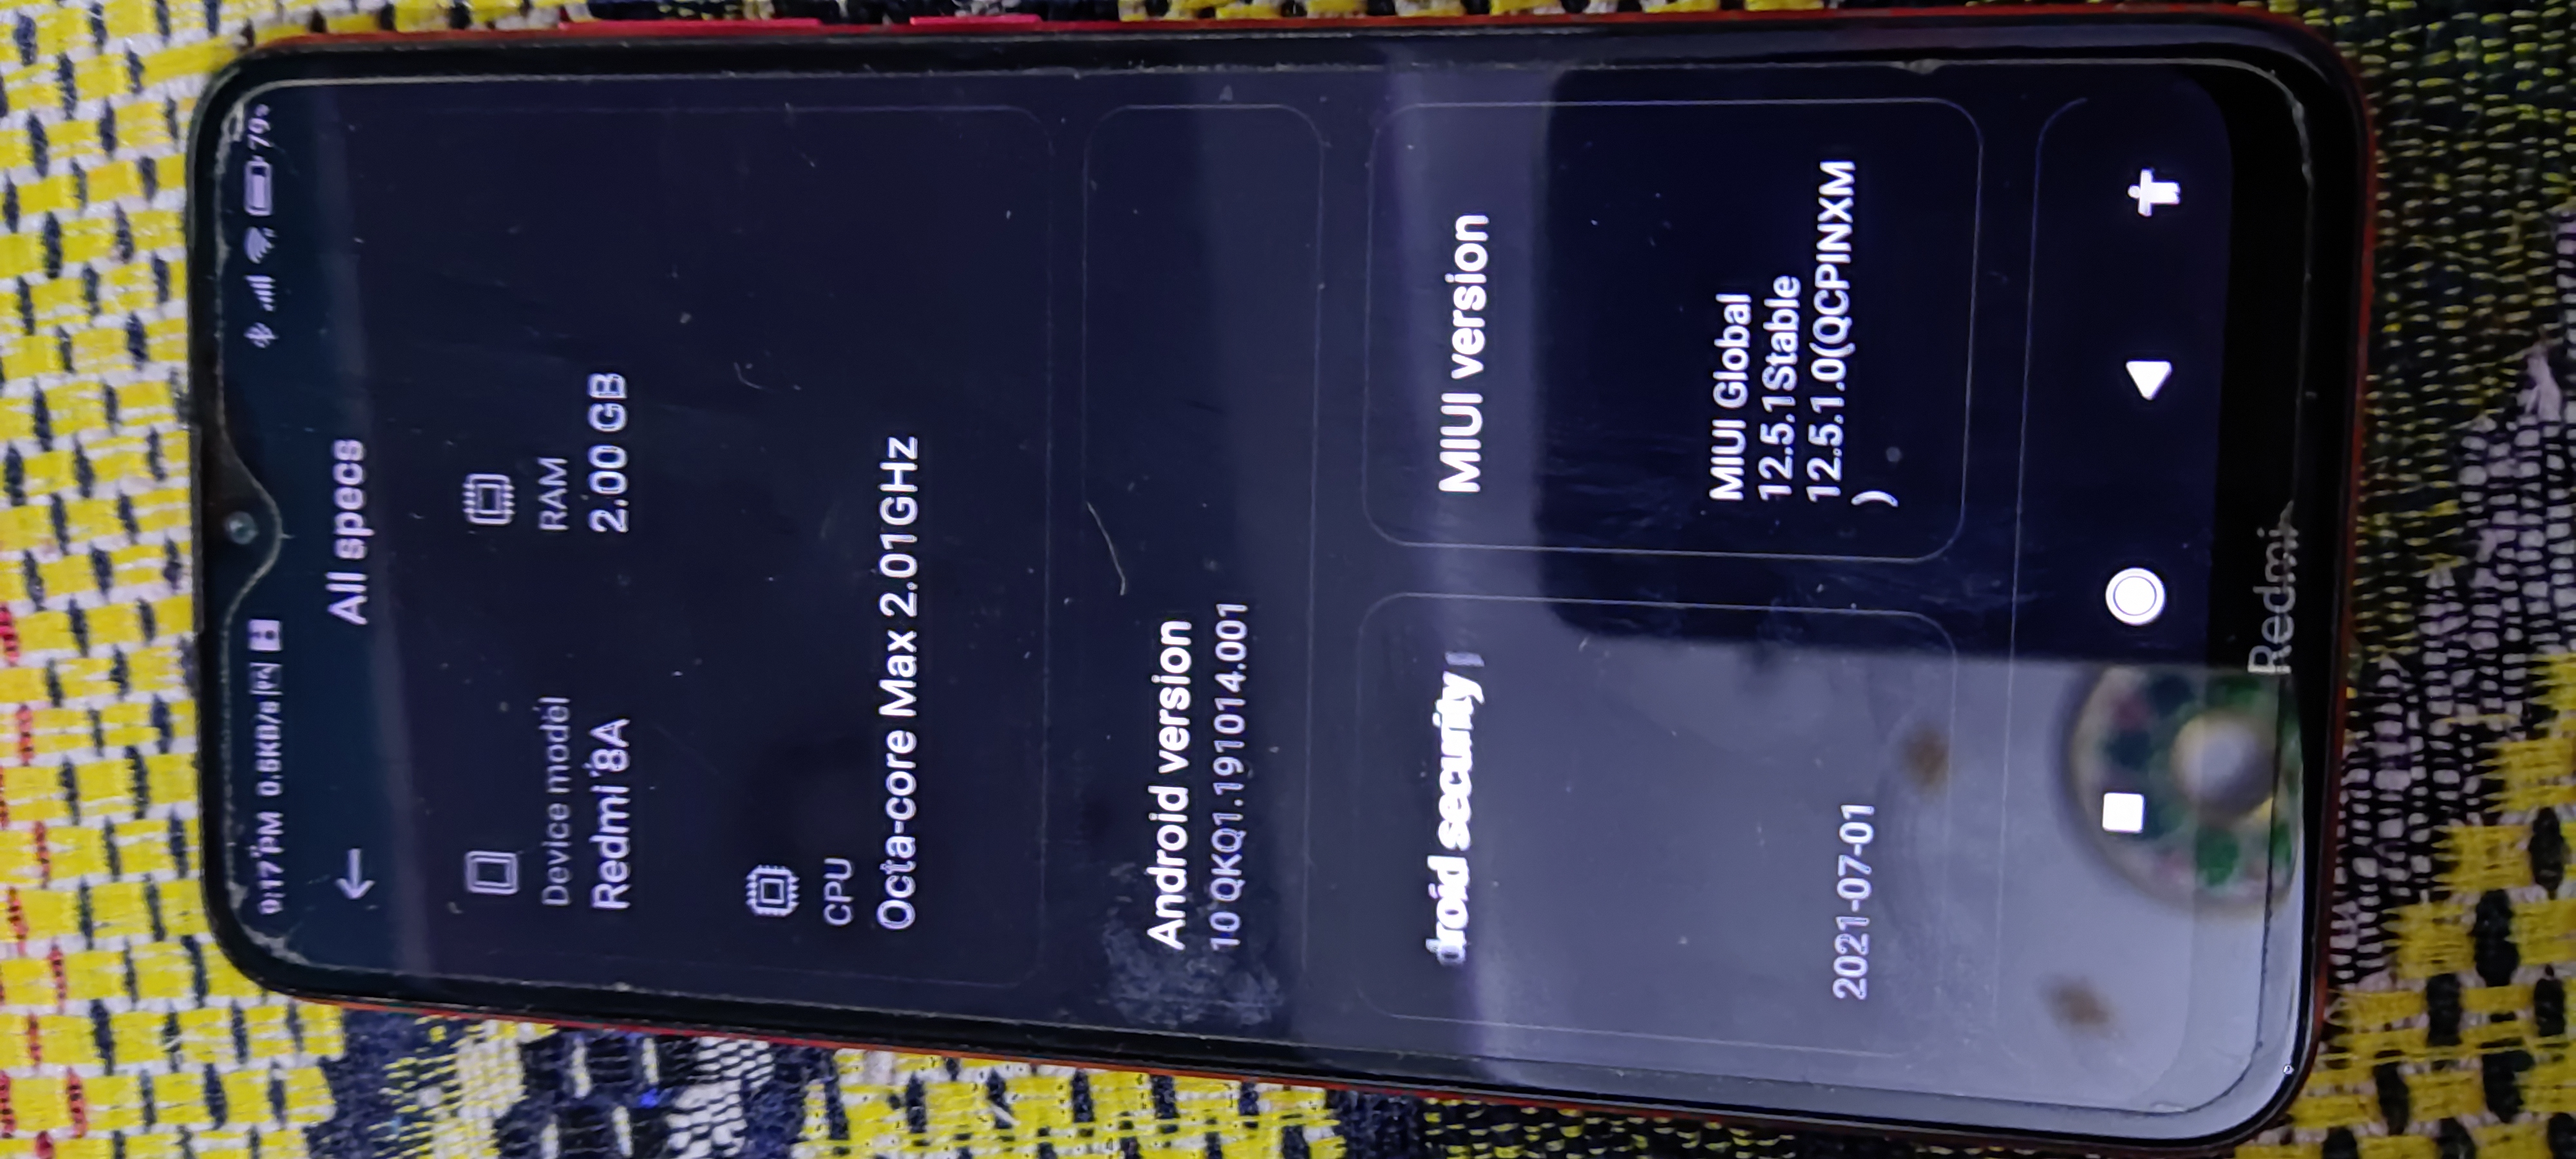 9:17 PM 0.5KB/s 79%
All specs
Device model
Redmi 8A
RAM
2.00 GB
CPU
Octa-core Max 2.01GHz
Android version
10 QKQ1.191014.001
droid security
2021-07-01
MIUI version
MIUI Global
12.5.1Stable
12.5.1.0(QCPINXM
)
Redmi